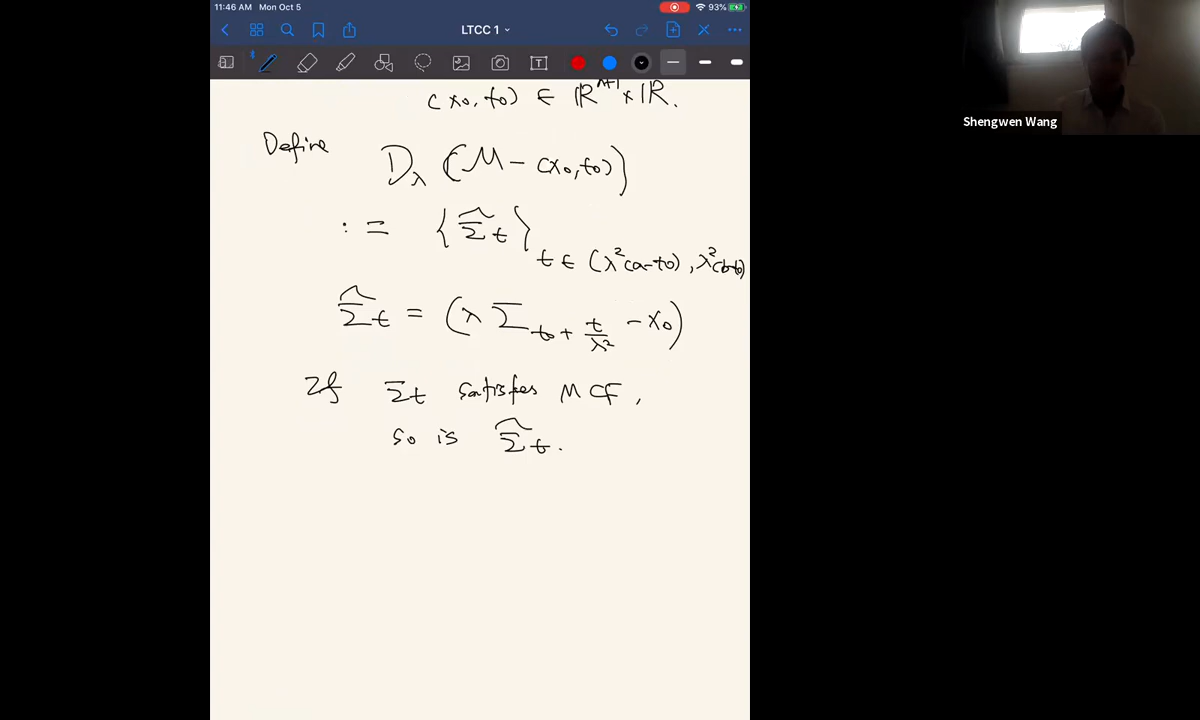 11:46 AM Mon Oct 5
93%
LTCC 1
(x₀, t₀) ∈ ℝⁿ⁺¹ × ℝ.
Define D_λ (M − (x₀, t₀))
:= { Σ̂_t }_{t ∈ (λ²(a−t₀), λ²(b−t₀))}
Σ̂_t = (λ Σ_{t₀ + t/λ²} − x₀)
If Σ_t satisfies MCF,
so is Σ̂_t.
Shengwen Wang